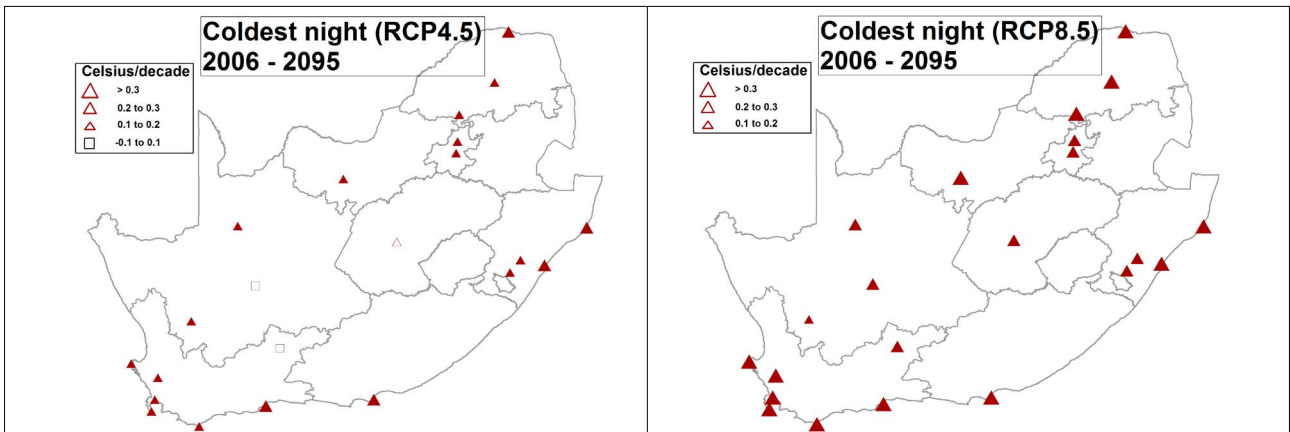 Coldest night (RCP4.5)
2006 - 2095
Celsius/decade
> 0.3
0.2 to 0.3
0.1 to 0.2
-0.1 to 0.1
Coldest night (RCP8.5)
2006 - 2095
Celsius/decade
> 0.3
0.2 to 0.3
0.1 to 0.2